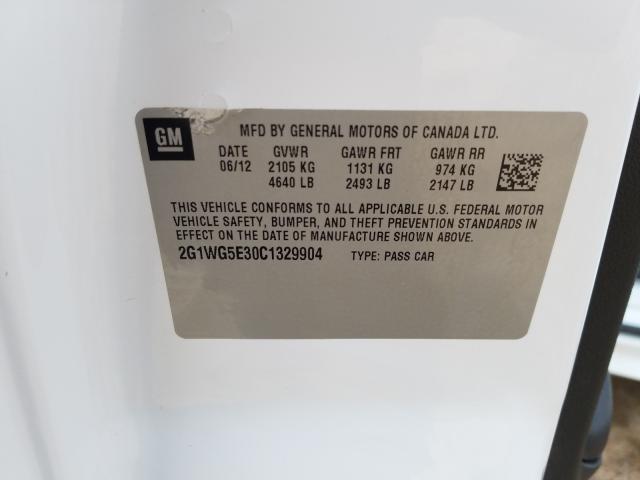 GM
MFD BY GENERAL MOTORS OF CANADA LTD.
DATE GVWR GAWR FRT GAWR RR
06/12 2105 KG 1131 KG 974 KG
4640 LB 2493 LB 2147 LB
THIS VEHICLE CONFORMS TO ALL APPLICABLE U.S. FEDERAL MOTOR
VEHICLE SAFETY, BUMPER, AND THEFT PREVENTION STANDARDS IN
EFFECT ON THE DATE OF MANUFACTURE SHOWN ABOVE.
2G1WG5E30C1329904 TYPE: PASS CAR